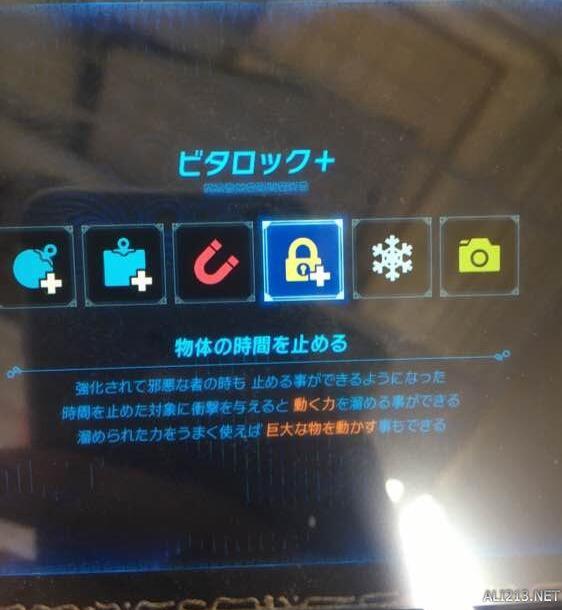 ビタロック＋
物体の時間を止める
強化されて邪悪な者の時も 止める事ができるようになった
時間を止めた対象に衝撃を与えると 動く力を溜める事ができる
溜められた力をうまく使えば 巨大な物を動かす事もできる
ALI213.NET